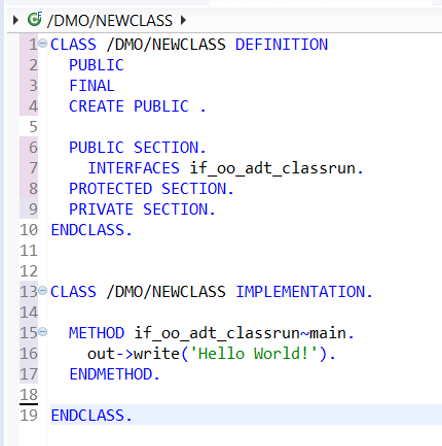 /DMO/NEWCLASS
1 CLASS /DMO/NEWCLASS DEFINITION
2   PUBLIC
3   FINAL
4   CREATE PUBLIC .
5
6   PUBLIC SECTION.
7     INTERFACES if_oo_adt_classrun.
8   PROTECTED SECTION.
9   PRIVATE SECTION.
10 ENDCLASS.
11
12
13 CLASS /DMO/NEWCLASS IMPLEMENTATION.
14
15   METHOD if_oo_adt_classrun~main.
16     out->write('Hello World!').
17   ENDMETHOD.
18
19 ENDCLASS.